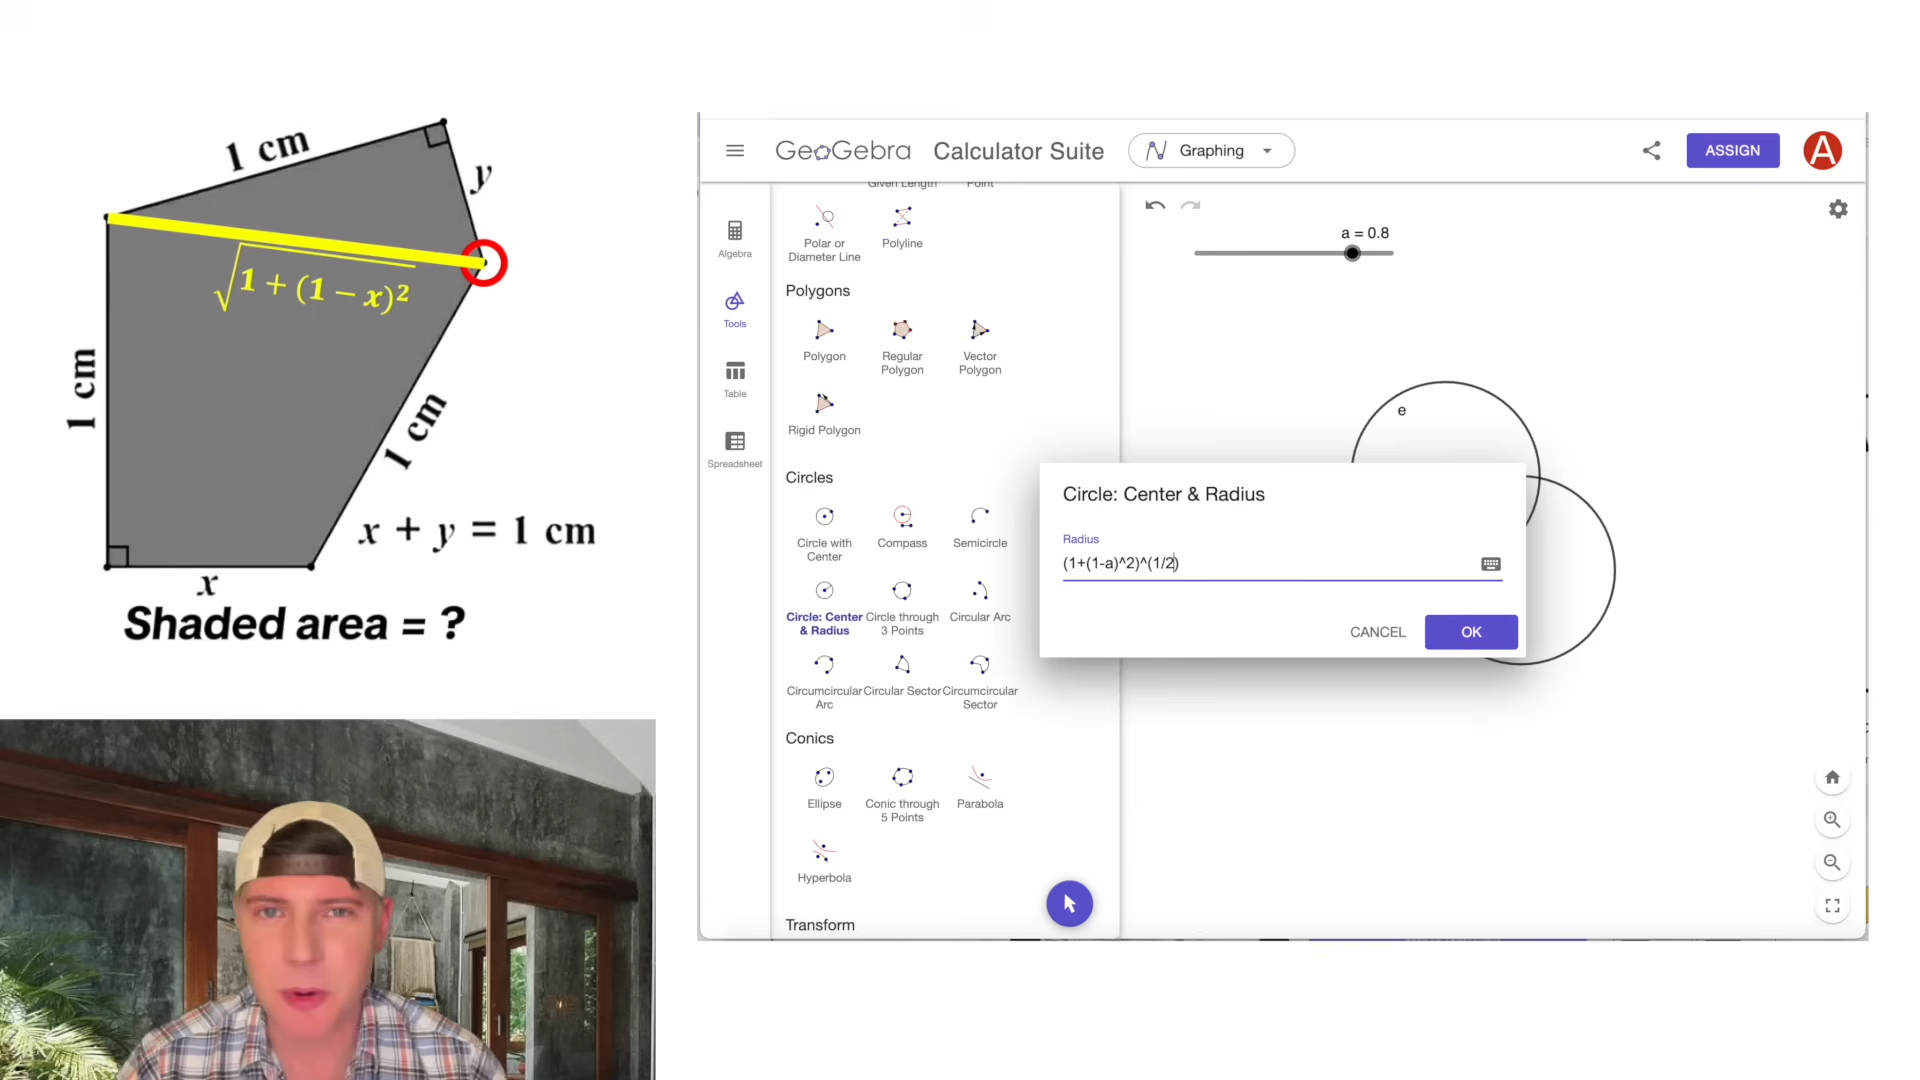 1 cm
y
√1 + (1 − x)²
1 cm
1 cm
x + y = 1 cm
x
Shaded area = ?
GeoGebra Calculator Suite
Graphing
ASSIGN
A
Algebra
Tools
Table
Spreadsheet
Given Length Point
Polar or Diameter Line
Polyline
Polygons
Polygon
Regular Polygon
Vector Polygon
Rigid Polygon
Circles
Circle with Center
Compass
Semicircle
Circle: Center & Radius
Circle through 3 Points
Circular Arc
Circumcircular Arc
Circular Sector
Circumcircular Sector
Conics
Ellipse
Conic through 5 Points
Parabola
Hyperbola
Transform
a = 0.8
e
Circle: Center & Radius
Radius
(1+(1-a)^2)^(1/2)
CANCEL
OK